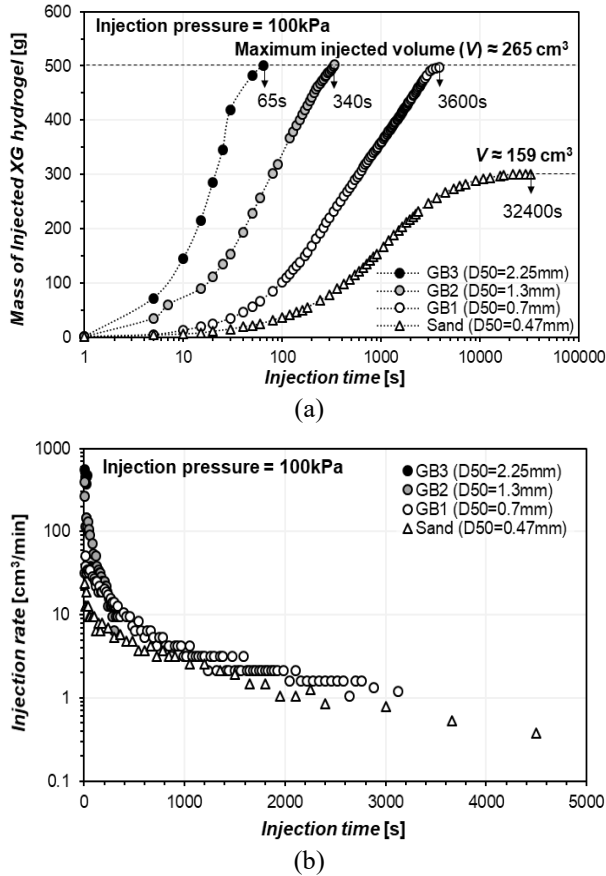 Injection pressure = 100kPa
Maximum injected volume (V) ≈ 265 cm³
65s
340s
3600s
V ≈ 159 cm³
32400s
GB3 (D50=2.25mm)
GB2 (D50=1.3mm)
GB1 (D50=0.7mm)
Sand (D50=0.47mm)
Mass of Injected XG hydrogel [g]
600
500
400
300
200
100
0
1
10
100
1000
10000
100000
Injection time [s]
(a)
Injection pressure = 100kPa
GB3 (D50=2.25mm)
GB2 (D50=1.3mm)
GB1 (D50=0.7mm)
Sand (D50=0.47mm)
Injection rate [cm³/min]
1000
100
10
1
0.1
0
1000
2000
3000
4000
5000
Injection time [s]
(b)